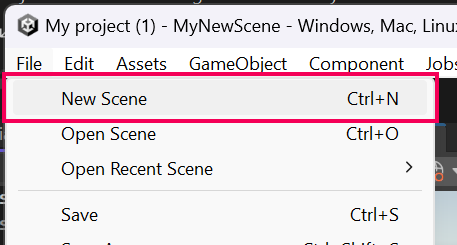 My project (1) - MyNewScene - Windows, Mac, Linux
File Edit Assets GameObject Component Jobs
New Scene Ctrl+N
Open Scene Ctrl+O
Open Recent Scene
Save Ctrl+S